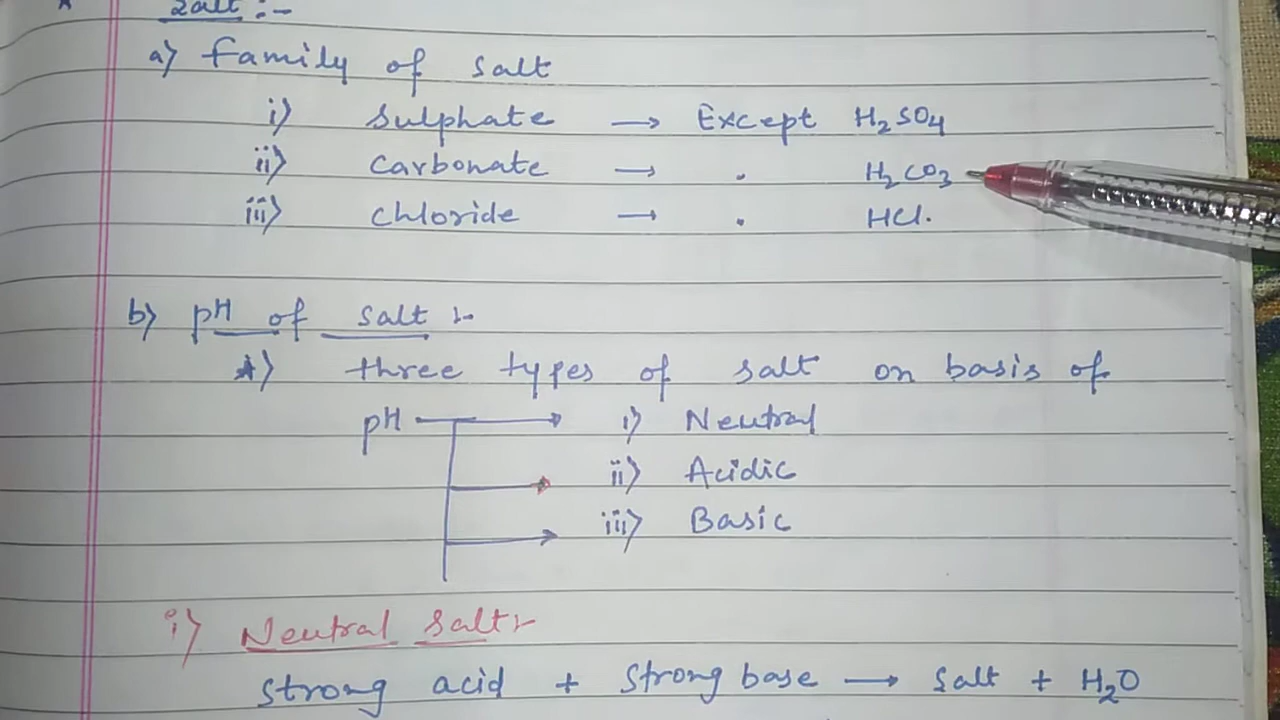 Salt :-
a) Family of salt
i) Sulphate → Except H₂SO₄
ii) Carbonate → . H₂CO₃
iii) Chloride → . HCl.
b) pH of salt :-
A) three types of salt on basis of
pH → i) Neutral
→ ii) Acidic
→ iii) Basic
i) Neutral Salt :-
strong acid + strong base → salt + H₂O